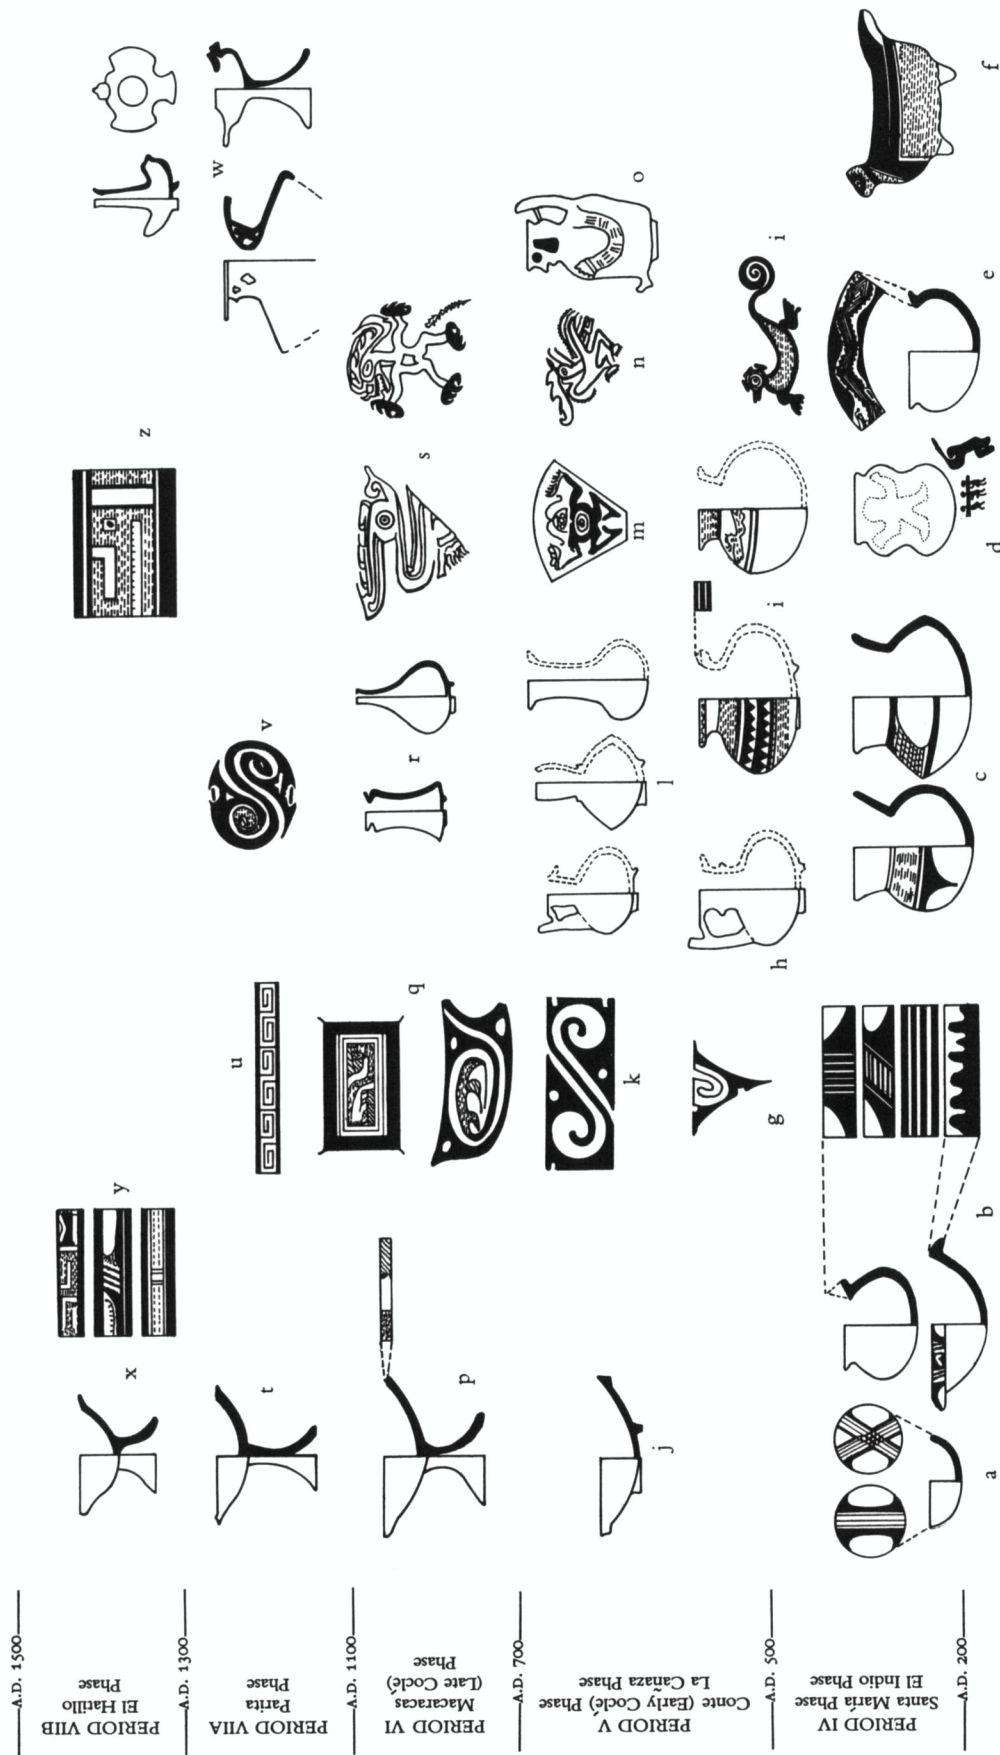 A.D. 1500
PERIOD VIIB
El Hatillo
Phase
A.D. 1300
PERIOD VIIA
Parita
Phase
A.D. 1100
PERIOD VI
Macaracas
(Late Coclé)
Phase
A.D. 700
PERIOD V
Conte (Early Coclé) Phase
La Cañaza Phase
A.D. 500
PERIOD IV
Santa María Phase
El Indio Phase
A.D. 200
x
y
z
t
u
v
w
p
q
r
s
j
k
l
m
n
o
g
h
i
i
a
b
c
d
e
f